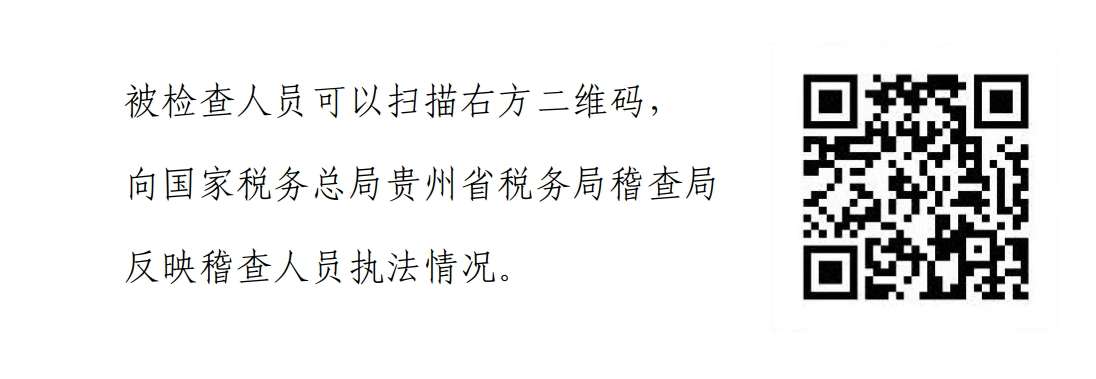 被检查人员可以扫描右方二维码，
向国家税务总局贵州省税务局稽查局
反映稽查人员执法情况。